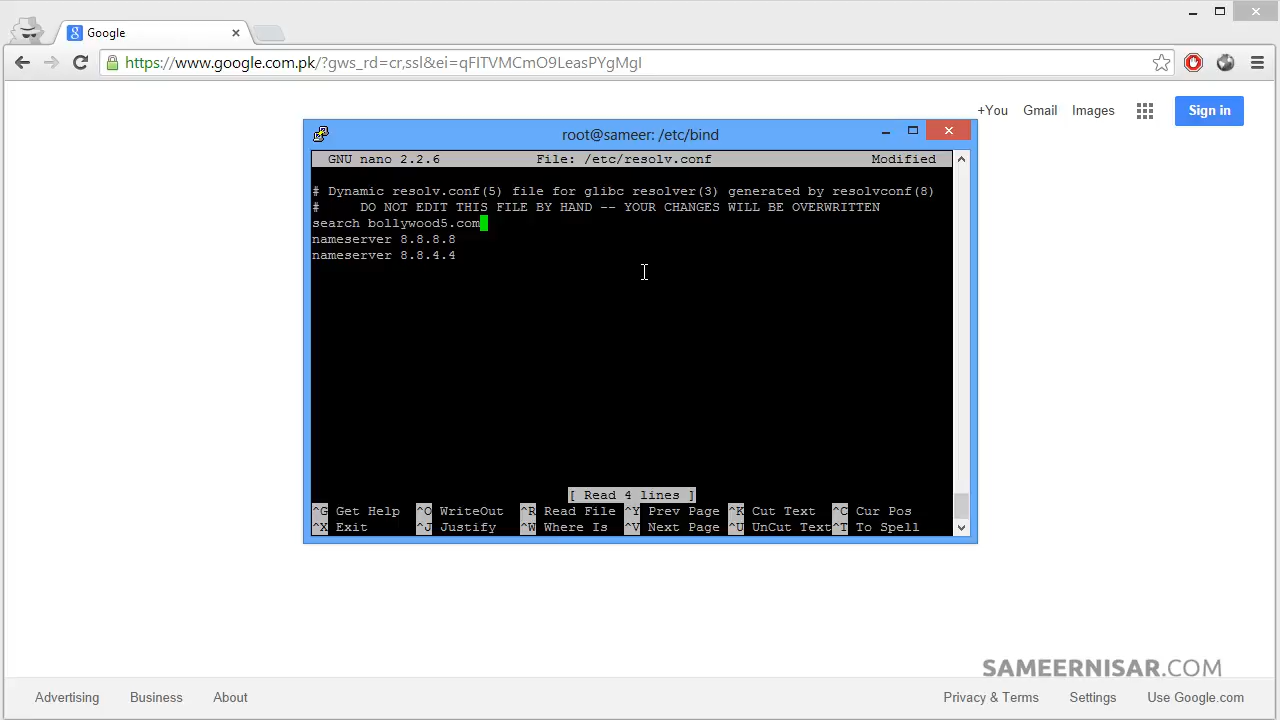 Google
https://www.google.com.pk/?gws_rd=cr,ssl&ei=qFITVMCmO9LeasPYgMgI
+You Gmail Images Sign in
root@sameer: /etc/bind
GNU nano 2.2.6 File: /etc/resolv.conf Modified
# Dynamic resolv.conf(5) file for glibc resolver(3) generated by resolvconf(8)
# DO NOT EDIT THIS FILE BY HAND -- YOUR CHANGES WILL BE OVERWRITTEN
search bollywood5.com
nameserver 8.8.8.8
nameserver 8.8.4.4
[ Read 4 lines ]
^G Get Help ^O WriteOut ^R Read File ^Y Prev Page ^K Cut Text ^C Cur Pos
^X Exit ^J Justify ^W Where Is ^V Next Page ^U UnCut Text ^T To Spell
SAMEERNISAR.COM
Advertising Business About Privacy & Terms Settings Use Google.com